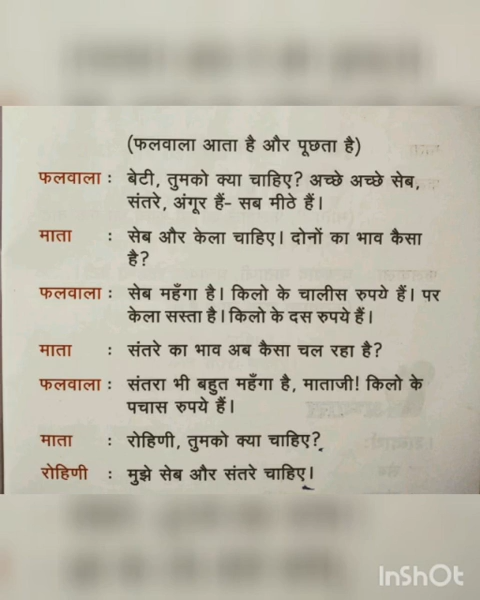 (फलवाला आता है और पूछता है)
फलवाला : बेटी, तुमको क्या चाहिए? अच्छे अच्छे सेब,
संतरे, अंगूर हैं- सब मीठे हैं।
माता : सेब और केला चाहिए। दोनों का भाव कैसा
है?
फलवाला : सेब महँगा है। किलो के चालीस रुपये हैं। पर
केला सस्ता है। किलो के दस रुपये हैं।
माता : संतरे का भाव अब कैसा चल रहा है?
फलवाला : संतरा भी बहुत महँगा है, माताजी! किलो के
पचास रुपये हैं।
माता : रोहिणी, तुमको क्या चाहिए?
रोहिणी : मुझे सेब और संतरे चाहिए।
InShOt